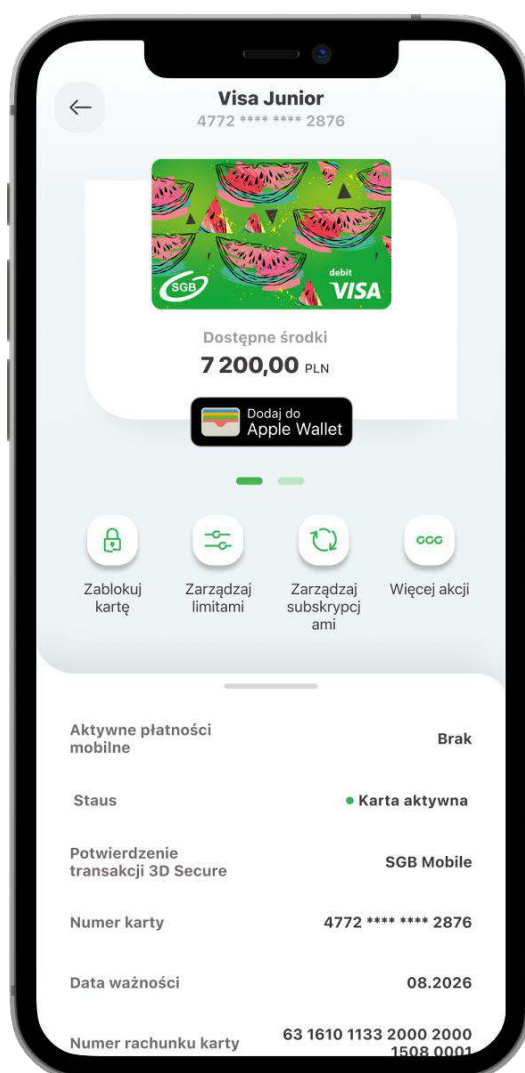 Visa Junior
4772 **** **** 2876
SGB
debit
VISA
Dostępne środki
7 200,00 PLN
Dodaj do
Apple Wallet
Zablokuj
kartę
Zarządzaj
limitami
Zarządzaj
subskrypcj
ami
Więcej akcji
Aktywne płatności
mobilne
Brak
Staus
Karta aktywna
Potwierdzenie
transakcji 3D Secure
SGB Mobile
Numer karty
4772 **** **** 2876
Data ważności
08.2026
Numer rachunku karty
63 1610 1133 2000 2000
1508 0001